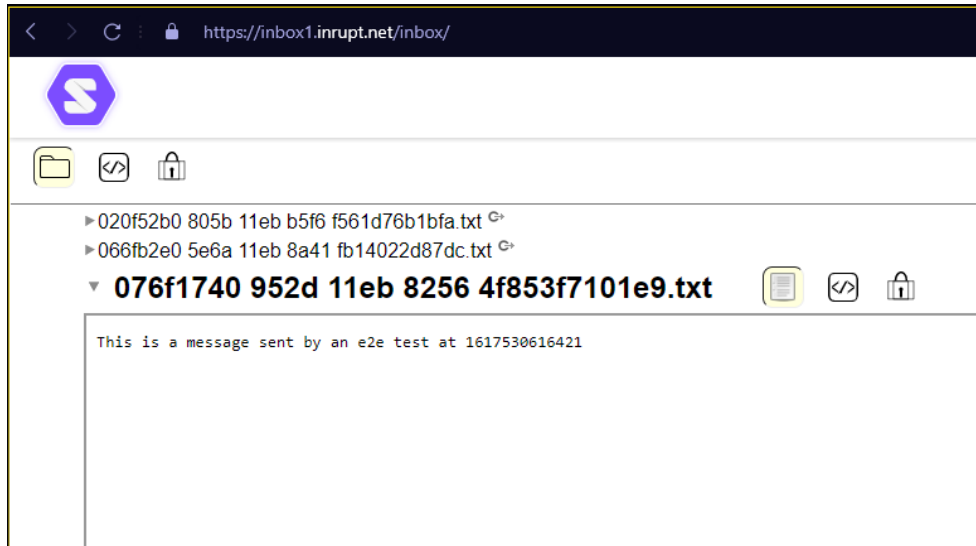 https://inbox1.inrupt.net/inbox/
020f52b0 805b 11eb b5f6 f561d76b1bfa.txt
066fb2e0 5e6a 11eb 8a41 fb14022d87dc.txt
076f1740 952d 11eb 8256 4f853f7101e9.txt
This is a message sent by an e2e test at 1617530616421